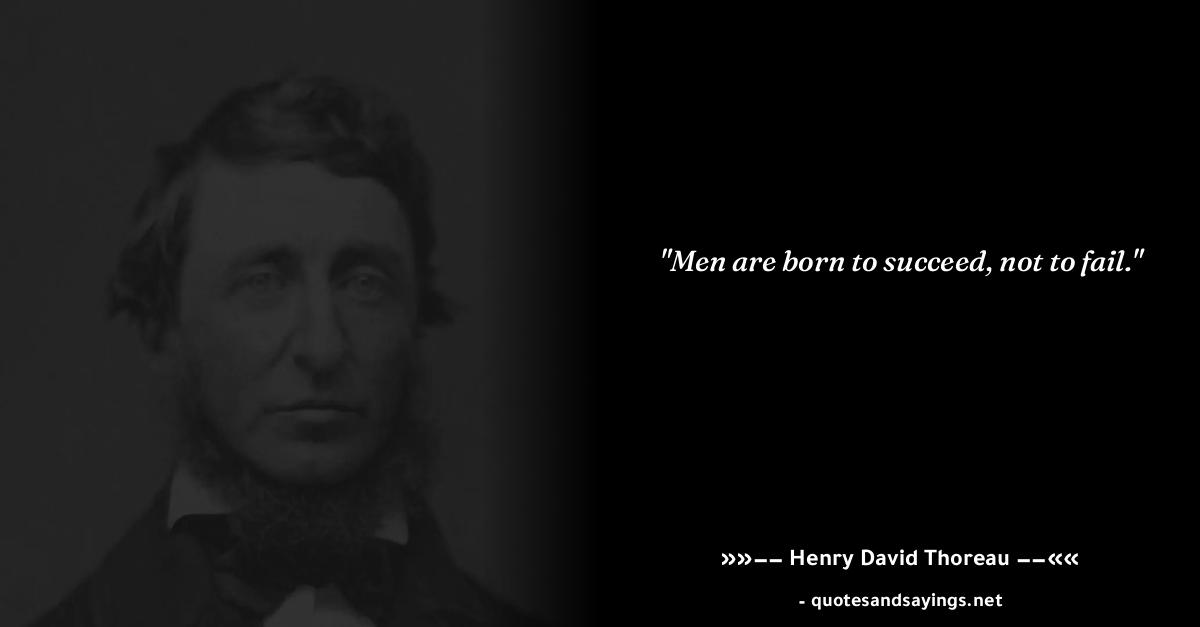 "Men are born to succeed, not to fail."
»»−− Henry David Thoreau −−««
- quotesandsayings.net